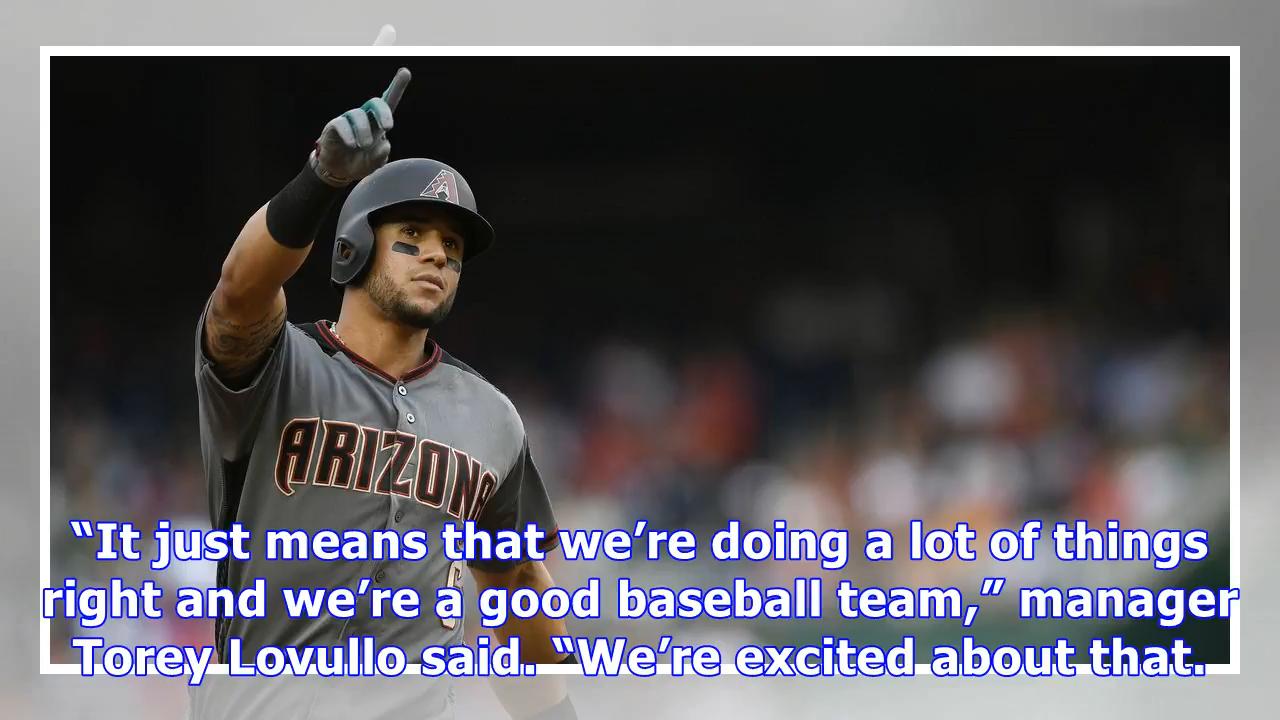 A
ARIZONA
“It just means that we’re doing a lot of things
right and we’re a good baseball team,” manager
Torey Lovullo said. “We’re excited about that.